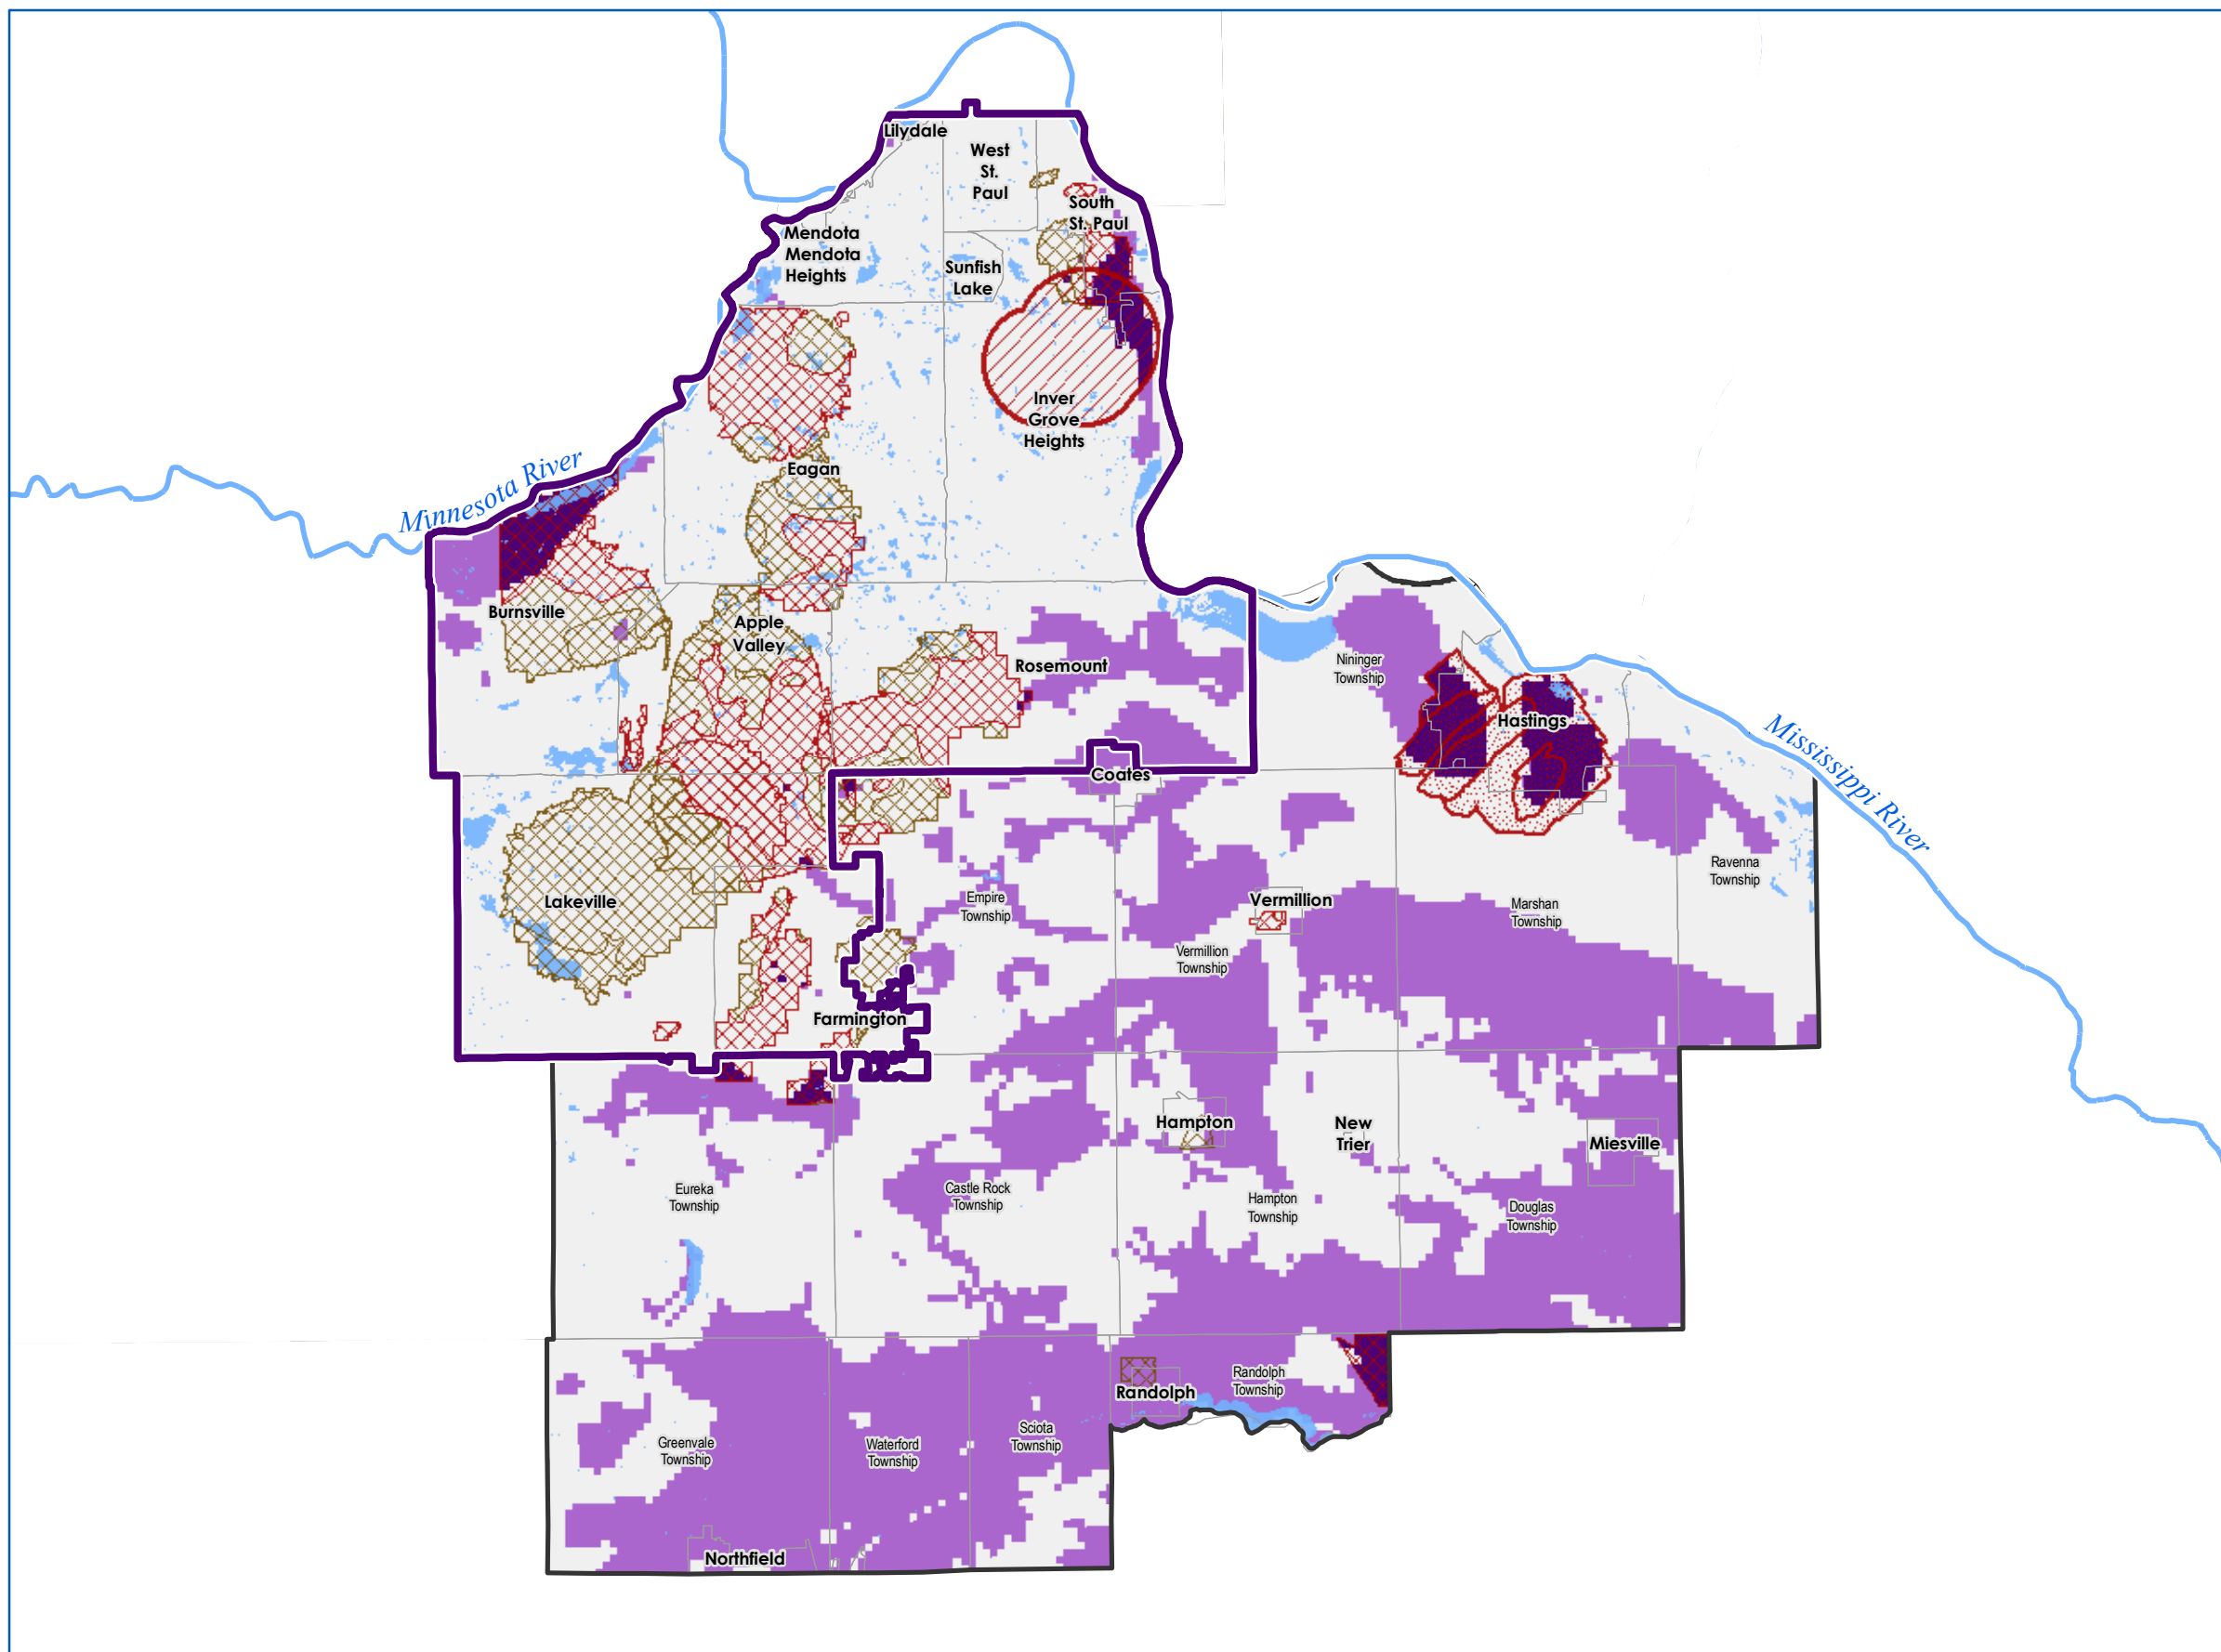 Lilydale
West
St.
Paul
South
St. Paul
Mendota
Mendota
Heights
Sunfish
Lake
Inver
Grove
Heights
Eagan
Minnesota River
Burnsville
Apple
Valley
Rosemount
Nininger
Township
Hastings
Mississippi River
Coates
Ravenna
Township
Lakeville
Empire
Township
Vermillion
Marshan
Township
Vermillion
Township
Farmington
Hampton
New
Trier
Miesville
Eureka
Township
Castle Rock
Township
Hampton
Township
Douglas
Township
Randolph
Township
Randolph
Greenvale
Township
Waterford
Township
Sciota
Township
Northfield